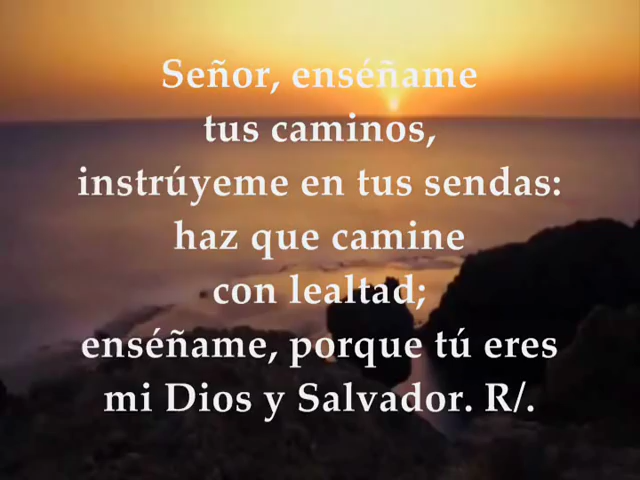 Señor, enséñame
tus caminos,
instrúyeme en tus sendas:
haz que camine
con lealtad;
enséñame, porque tú eres
mi Dios y Salvador. R/.